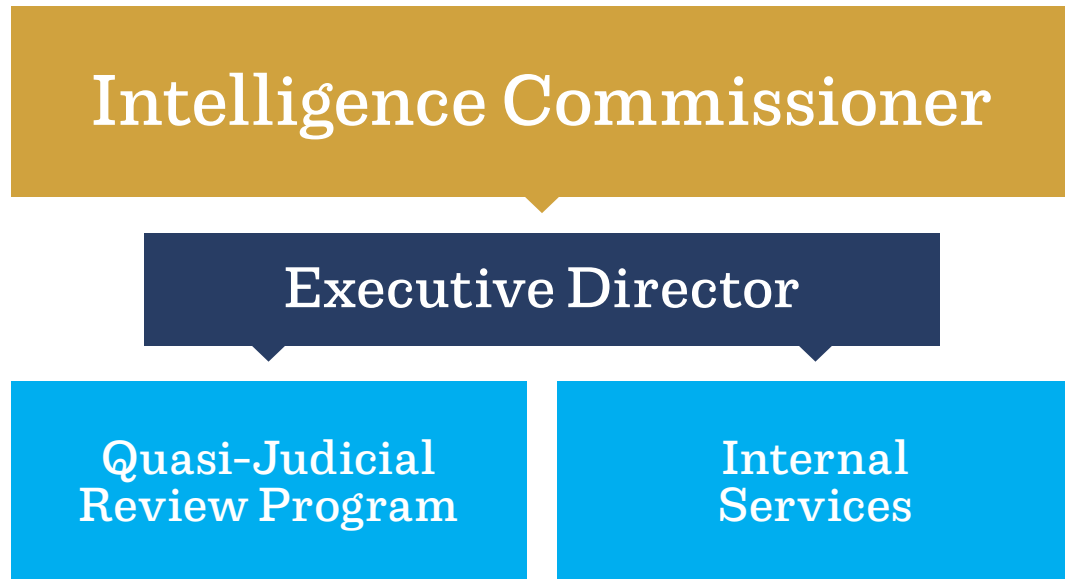 Intelligence Commissioner
Executive Director
Quasi-Judicial
Review Program
Internal
Services